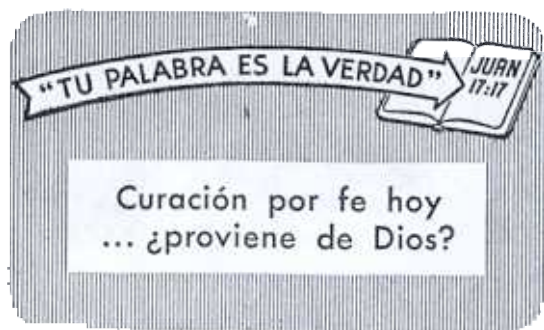 "TU PALABRA ES LA VERDAD"
JUAN
17:17
Curación por fe hoy
... ¿proviene de Dios?